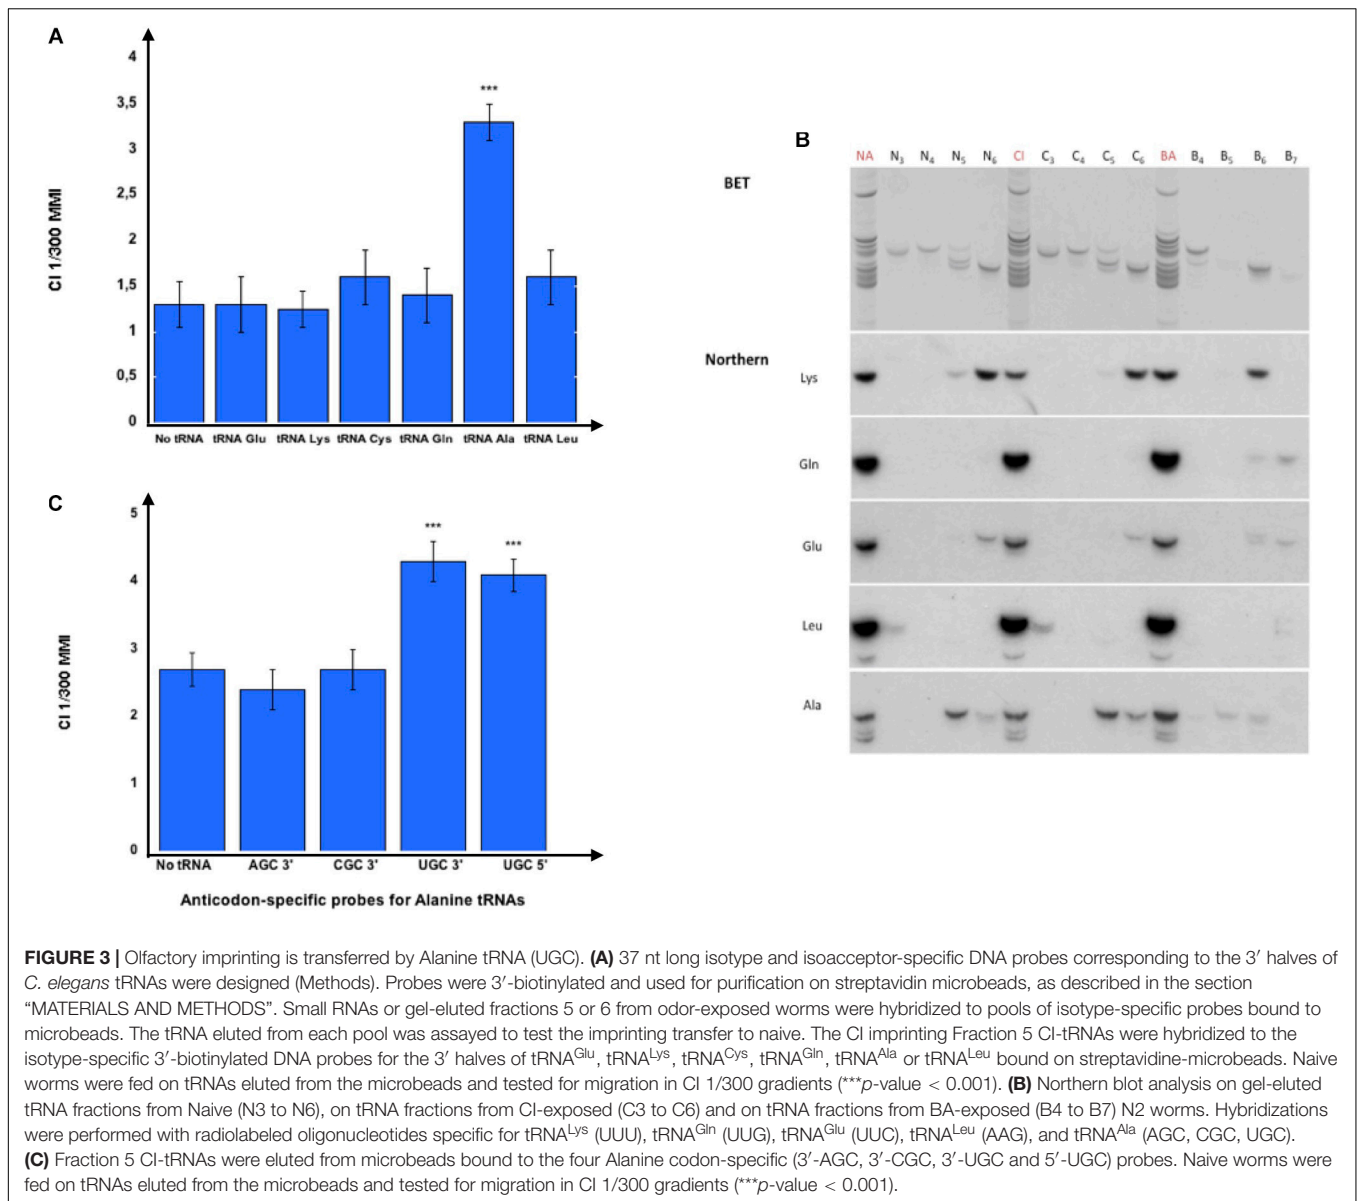 A
4
3,5
3
2,5
2
1,5
1
0,5
0
CI 1/300 MMI
***
No tRNA tRNA Glu tRNA Lys tRNA Cys tRNA Gln tRNA Ala tRNA Leu
B
NA N3 N4 N5 N6 CI C3 C4 C5 C6 BA B4 B5 B6 B7
BET
Northern
Lys
Gln
Glu
Leu
Ala
C
5
4
3
2
1
0
CI 1/300 MMI
***
***
No tRNA AGC 3' CGC 3' UGC 3' UGC 5'
Anticodon-specific probes for Alanine tRNAs
FIGURE 3 | Olfactory imprinting is transferred by Alanine tRNA (UGC). (A) 37 nt long isotype and isoacceptor-specific DNA probes corresponding to the 3′ halves of
C. elegans tRNAs were designed (Methods). Probes were 3′-biotinylated and used for purification on streptavidin microbeads, as described in the section
“MATERIALS AND METHODS”. Small RNAs or gel-eluted fractions 5 or 6 from odor-exposed worms were hybridized to pools of isotype-specific probes bound to
microbeads. The tRNA eluted from each pool was assayed to test the imprinting transfer to naive. The CI imprinting Fraction 5 CI-tRNAs were hybridized to the
isotype-specific 3′-biotinylated DNA probes for the 3′ halves of tRNAGlu, tRNALys, tRNACys, tRNAGln, tRNAAla or tRNALeu bound on streptavidine-microbeads. Naive
worms were fed on tRNAs eluted from the microbeads and tested for migration in CI 1/300 gradients (***p-value < 0.001). (B) Northern blot analysis on gel-eluted
tRNA fractions from Naive (N3 to N6), on tRNA fractions from CI-exposed (C3 to C6) and on tRNA fractions from BA-exposed (B4 to B7) N2 worms. Hybridizations
were performed with radiolabeled oligonucleotides specific for tRNALys (UUU), tRNAGln (UUG), tRNAGlu (UUC), tRNALeu (AAG), and tRNAAla (AGC, CGC, UGC).
(C) Fraction 5 CI-tRNAs were eluted from microbeads bound to the four Alanine codon-specific (3′-AGC, 3′-CGC, 3′-UGC and 5′-UGC) probes. Naive worms were
fed on tRNAs eluted from the microbeads and tested for migration in CI 1/300 gradients (***p-value < 0.001).